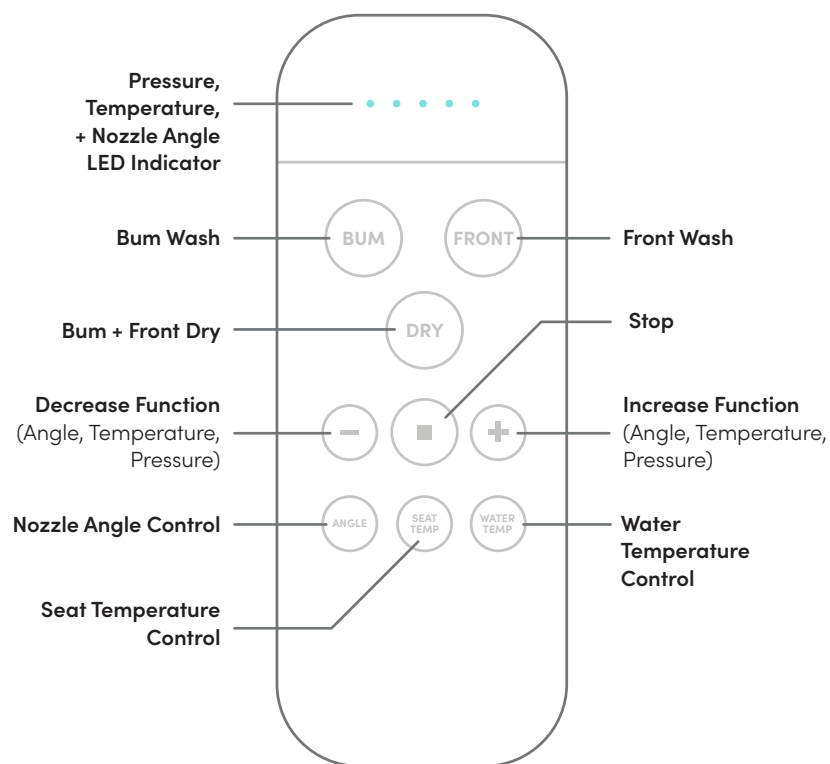 Pressure,
Temperature,
+ Nozzle Angle
LED Indicator
Bum Wash
BUM
FRONT
Front Wash
Bum + Front Dry
DRY
Stop
Decrease Function
(Angle, Temperature,
Pressure)
Increase Function
(Angle, Temperature,
Pressure)
Nozzle Angle Control
ANGLE
SEAT
TEMP
WATER
TEMP
Water
Temperature
Control
Seat Temperature
Control